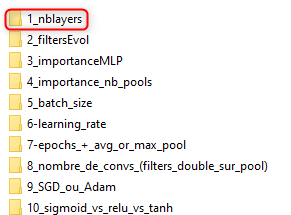 1_nblayers
2_filtersEvol
3_importanceMLP
4_importance_nb_pools
5_batch_size
6-learning_rate
7-epochs_+_avg_or_max_pool
8_nombre_de_convs_(filters_double_sur_pool)
9_SGD_ou_Adam
10_sigmoid_vs_relu_vs_tanh